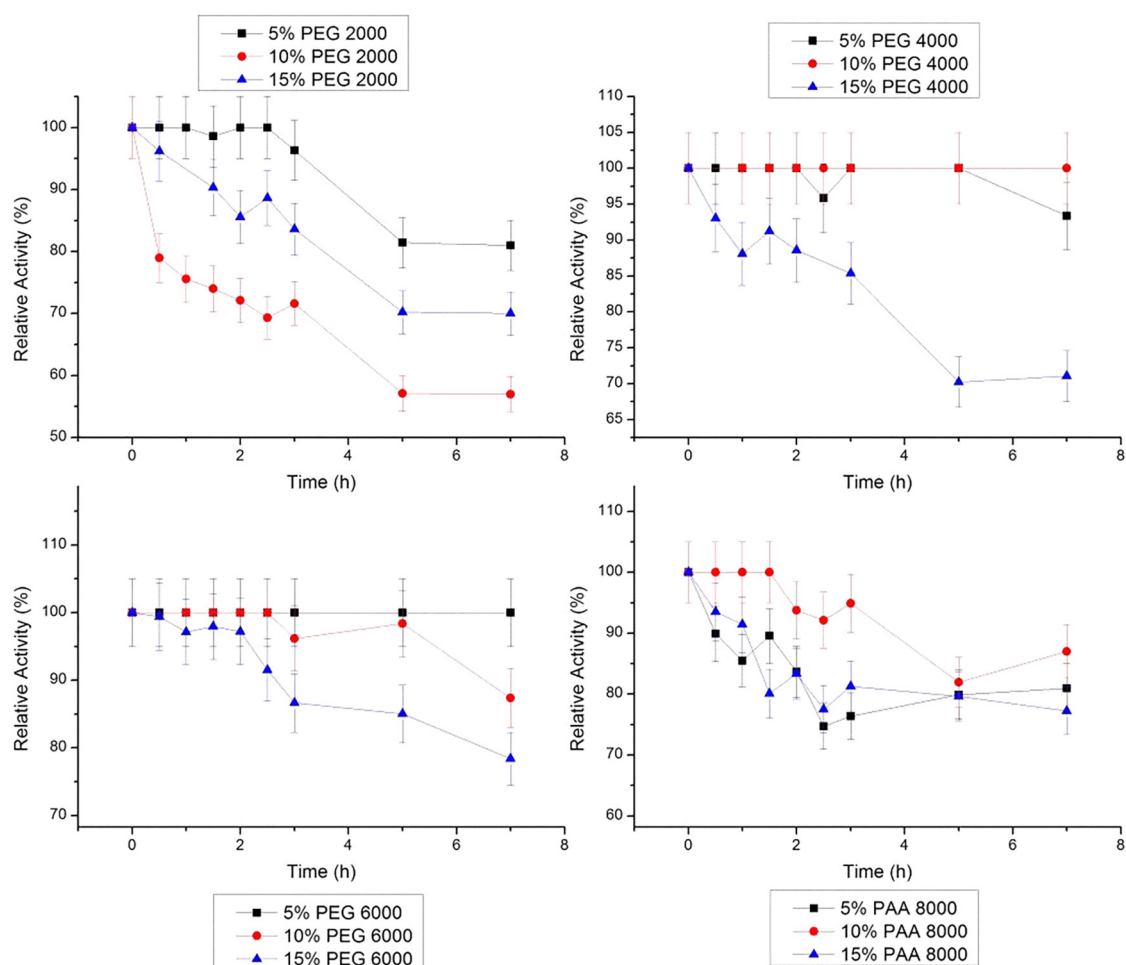 5% PEG 2000
10% PEG 2000
15% PEG 2000
100
90
80
70
60
50
Relative Activity (%)
0 2 4 6 8
Time (h)
5% PEG 4000
10% PEG 4000
15% PEG 4000
110
105
100
95
90
85
80
75
70
65
Relative Activity (%)
0 2 4 6 8
Time (h)
110
100
90
80
70
Relative Activity (%)
0 2 4 6 8
Time (h)
5% PEG 6000
10% PEG 6000
15% PEG 6000
110
100
90
80
70
60
Relative Activity (%)
0 2 4 6 8
Time (h)
5% PAA 8000
10% PAA 8000
15% PAA 8000